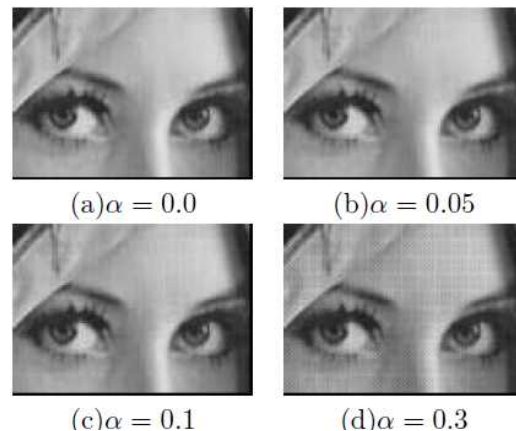 (a)α = 0.0
(b)α = 0.05
(c)α = 0.1
(d)α = 0.3